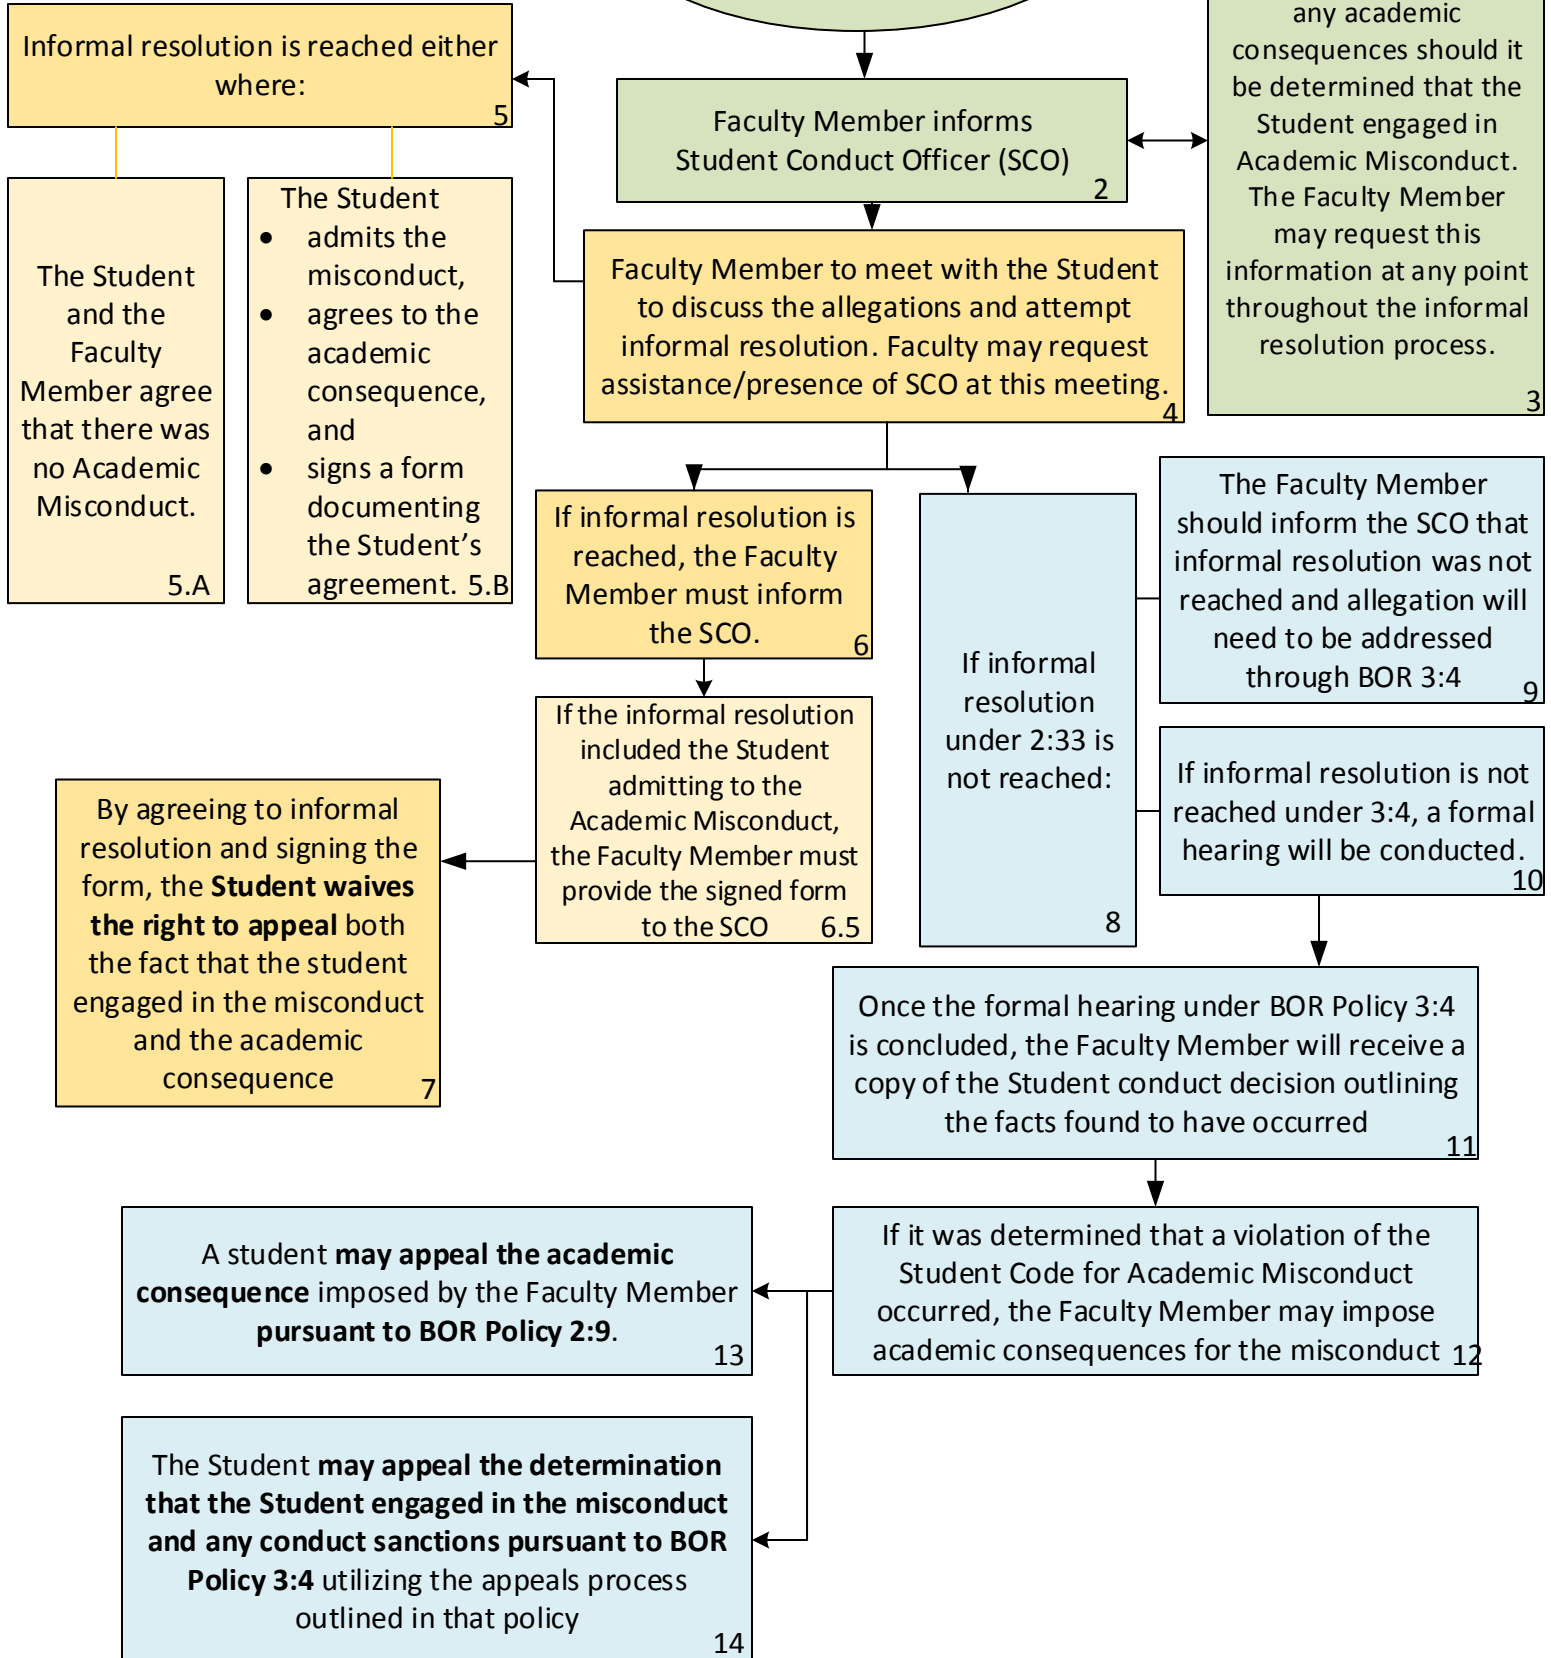 Informal resolution is reached either
where:
5
The Student
and the
Faculty
Member agree
that there was
no Academic
Misconduct.
5.A
The Student
• admits the
misconduct,
• agrees to the
academic
consequence,
and
• signs a form
documenting
the Student’s
agreement. 5.B
Faculty Member informs
Student Conduct Officer (SCO)
2
any academic
consequences should it
be determined that the
Student engaged in
Academic Misconduct.
The Faculty Member
may request this
information at any point
throughout the informal
resolution process.
3
Faculty Member to meet with the Student
to discuss the allegations and attempt
informal resolution. Faculty may request
assistance/presence of SCO at this meeting.
4
If informal resolution is
reached, the Faculty
Member must inform
the SCO.
6
If the informal resolution
included the Student
admitting to the
Academic Misconduct,
the Faculty Member must
provide the signed form
to the SCO 6.5
By agreeing to informal
resolution and signing the
form, the Student waives
the right to appeal both
the fact that the student
engaged in the misconduct
and the academic
consequence
7
If informal
resolution
under 2:33 is
not reached:
8
The Faculty Member
should inform the SCO that
informal resolution was not
reached and allegation will
need to be addressed
through BOR 3:4
9
If informal resolution is not
reached under 3:4, a formal
hearing will be conducted.
10
Once the formal hearing under BOR Policy 3:4
is concluded, the Faculty Member will receive a
copy of the Student conduct decision outlining
the facts found to have occurred
11
If it was determined that a violation of the
Student Code for Academic Misconduct
occurred, the Faculty Member may impose
academic consequences for the misconduct 12
A student may appeal the academic
consequence imposed by the Faculty Member
pursuant to BOR Policy 2:9.
13
The Student may appeal the determination
that the Student engaged in the misconduct
and any conduct sanctions pursuant to BOR
Policy 3:4 utilizing the appeals process
outlined in that policy
14